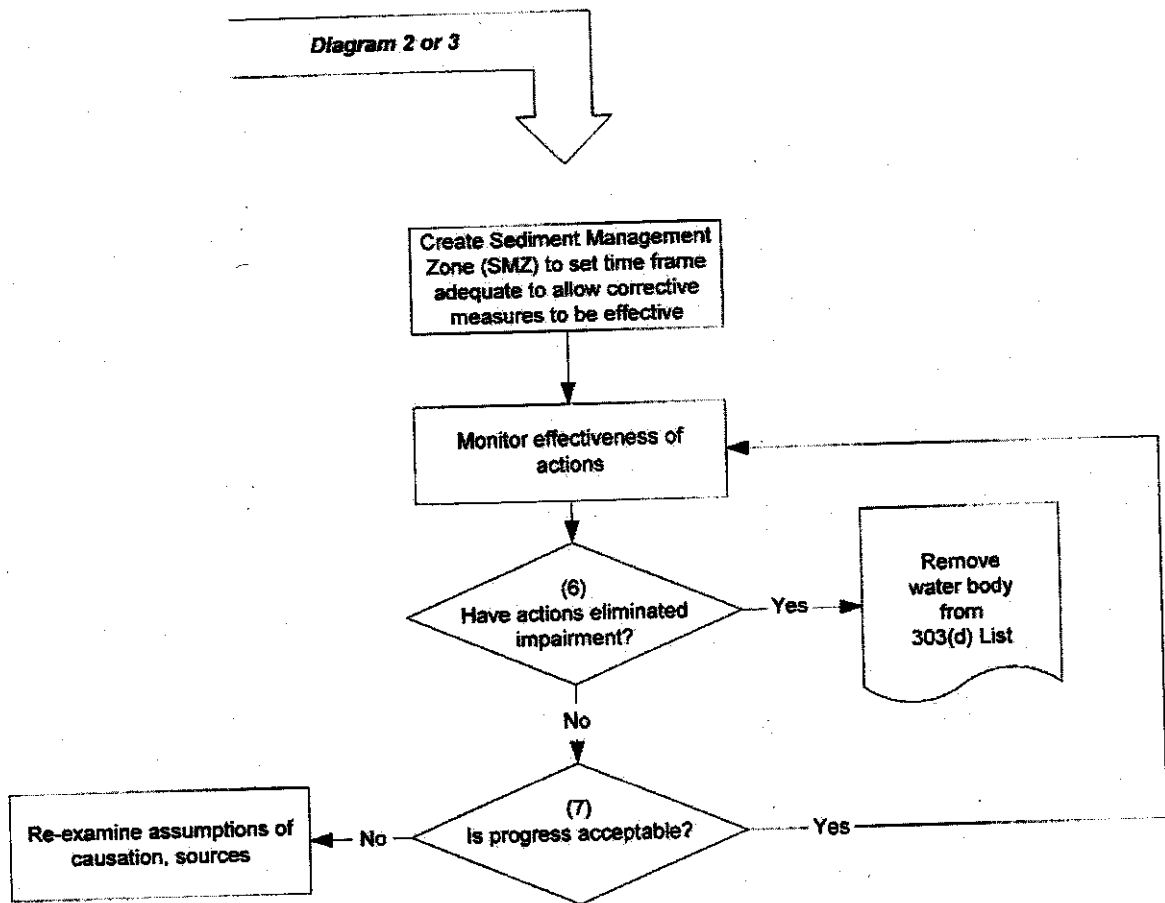 Diagram 2 or 3
Create Sediment Management
Zone (SMZ) to set time frame
adequate to allow corrective
measures to be effective
Monitor effectiveness of
actions
(6)
Have actions eliminated
impairment?
Yes
Remove
water body
from
303(d) List
No
(7)
Is progress acceptable?
Yes
No
Re-examine assumptions of
causation, sources